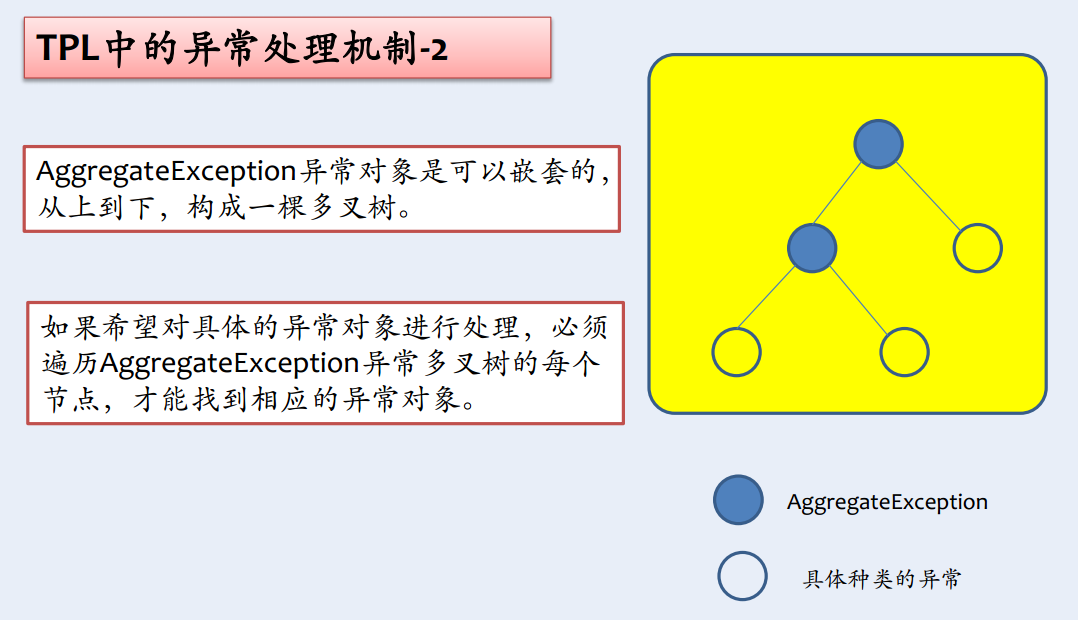 TPL中的异常处理机制-2
AggregateException异常对象是可以嵌套的，
从上到下，构成一棵多叉树。
如果希望对具体的异常对象进行处理，必须
遍历AggregateException异常多叉树的每个
节点，才能找到相应的异常对象。
AggregateException
具体种类的异常